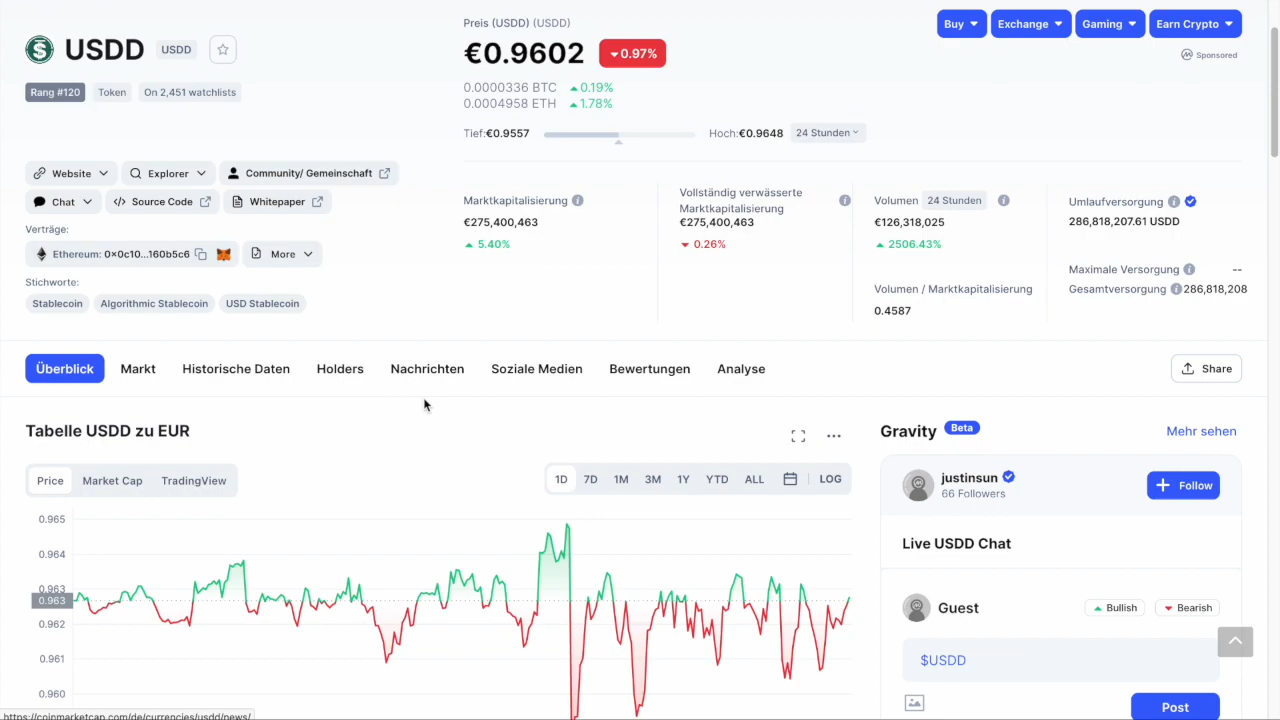 USDD USDD
Rang #120 Token On 2,451 watchlists
Website Explorer Community/ Gemeinschaft
Chat Source Code Whitepaper
Verträge:
Ethereum: 0x0c10...160b5c6 More
Stichworte:
Stablecoin Algorithmic Stablecoin USD Stablecoin
Preis (USDD) (USDD)
€0.9602 0.97%
0.0000336 BTC 0.19%
0.0004958 ETH 1.78%
Tief:€0.9557 Hoch:€0.9648 24 Stunden
Buy Exchange Gaming Earn Crypto
Sponsored
Marktkapitalisierung
€275,400,463
5.40%
Vollständig verwässerte
Marktkapitalisierung
€275,400,463
0.26%
Volumen 24 Stunden
€126,318,025
2506.43%
Volumen / Marktkapitalisierung
0.4587
Umlaufversorgung
286,818,207.61 USDD
Maximale Versorgung --
Gesamtversorgung 286,818,208
Überblick Markt Historische Daten Holders Nachrichten Soziale Medien Bewertungen Analyse Share
Tabelle USDD zu EUR
Price Market Cap TradingView 1D 7D 1M 3M 1Y YTD ALL LOG
0.965
0.964
0.963
0.963
0.962
0.961
0.960
Gravity Beta Mehr sehen
justinsun
66 Followers
Follow
Live USDD Chat
Guest Bullish Bearish
$USDD
Post
https://coinmarketcap.com/de/currencies/usdd/news/